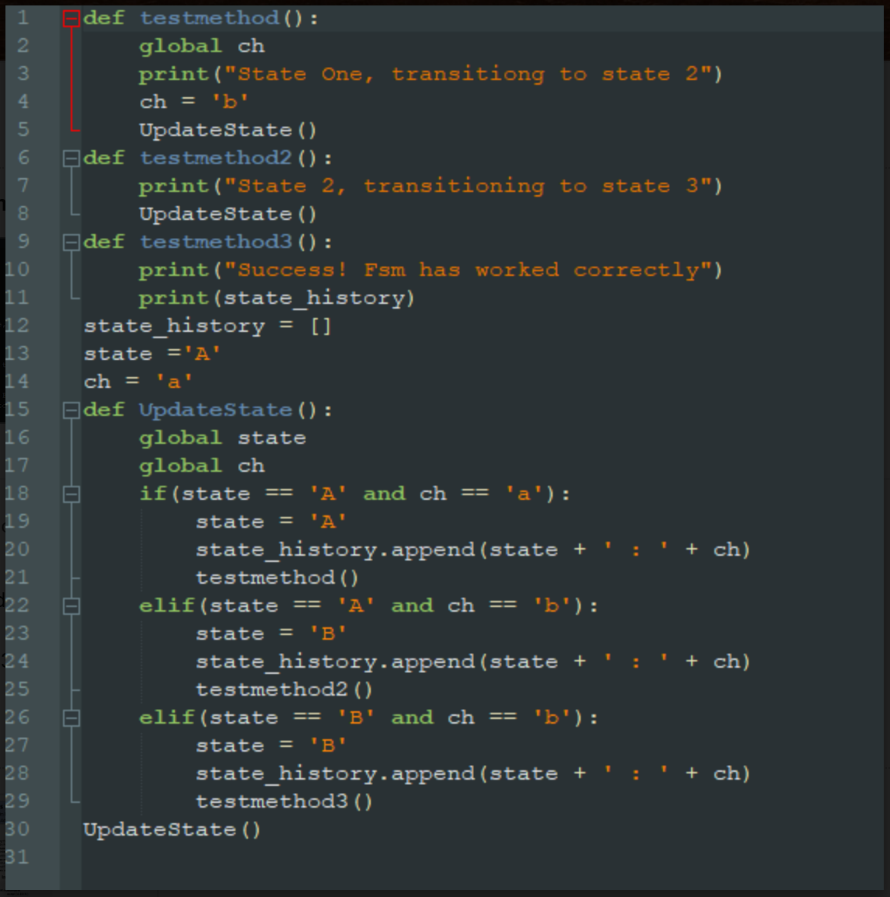 1 def testmethod():
2     global ch
3     print("State One, transitiong to state 2")
4     ch = 'b'
5     UpdateState()
6 def testmethod2():
7     print("State 2, transitioning to state 3")
8     UpdateState()
9 def testmethod3():
10     print("Success! Fsm has worked correctly")
11     print(state_history)
12 state_history = []
13 state ='A'
14 ch = 'a'
15 def UpdateState():
16     global state
17     global ch
18     if(state == 'A' and ch == 'a'):
19         state = 'A'
20         state_history.append(state + ' : ' + ch)
21         testmethod()
22     elif(state == 'A' and ch == 'b'):
23         state = 'B'
24         state_history.append(state + ' : ' + ch)
25         testmethod2()
26     elif(state == 'B' and ch == 'b'):
27         state = 'B'
28         state_history.append(state + ' : ' + ch)
29         testmethod3()
30 UpdateState()
31